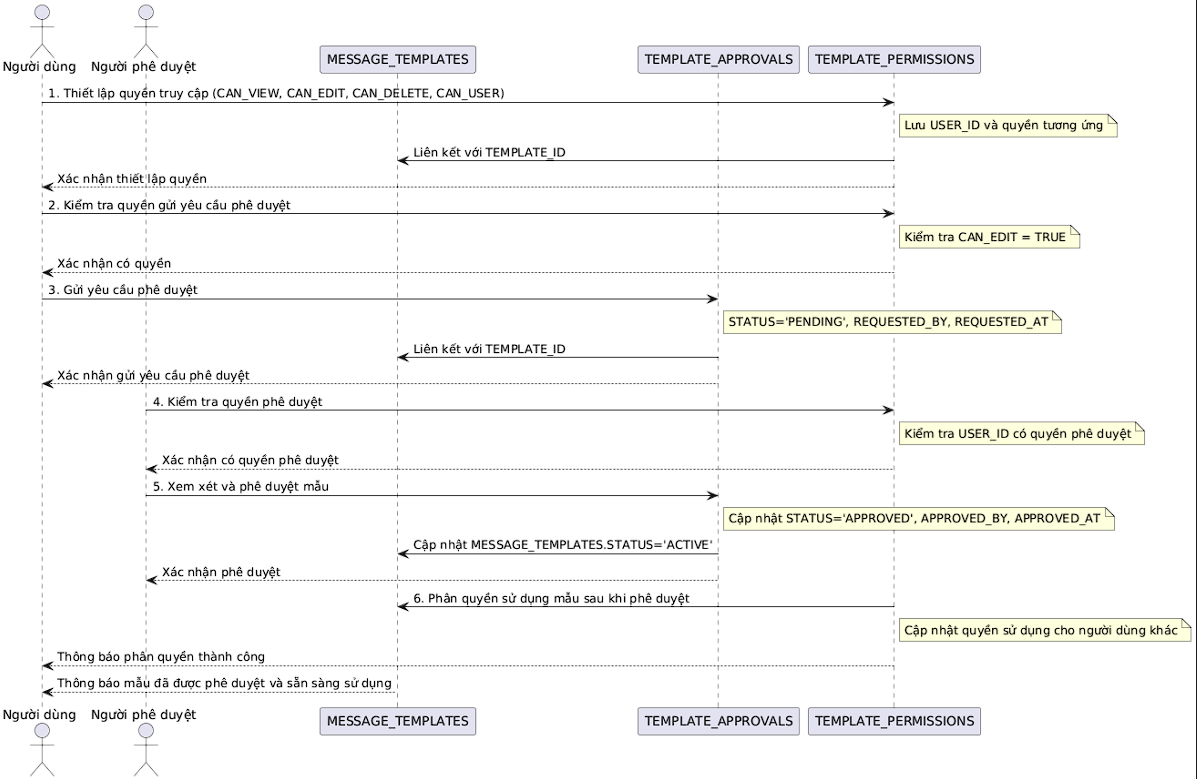 Người dùng
Người phê duyệt
MESSAGE_TEMPLATES
TEMPLATE_APPROVALS
TEMPLATE_PERMISSIONS
1. Thiết lập quyền truy cập (CAN_VIEW, CAN_EDIT, CAN_DELETE, CAN_USER)
Lưu USER_ID và quyền tương ứng
Liên kết với TEMPLATE_ID
Xác nhận thiết lập quyền
2. Kiểm tra quyền gửi yêu cầu phê duyệt
Kiểm tra CAN_EDIT = TRUE
Xác nhận có quyền
3. Gửi yêu cầu phê duyệt
STATUS='PENDING', REQUESTED_BY, REQUESTED_AT
Liên kết với TEMPLATE_ID
Xác nhận gửi yêu cầu phê duyệt
4. Kiểm tra quyền phê duyệt
Kiểm tra USER_ID có quyền phê duyệt
Xác nhận có quyền phê duyệt
5. Xem xét và phê duyệt mẫu
Cập nhật STATUS='APPROVED', APPROVED_BY, APPROVED_AT
Cập nhật MESSAGE_TEMPLATES.STATUS='ACTIVE'
Xác nhận phê duyệt
6. Phân quyền sử dụng mẫu sau khi phê duyệt
Cập nhật quyền sử dụng cho người dùng khác
Thông báo phân quyền thành công
Thông báo mẫu đã được phê duyệt và sẵn sàng sử dụng
Người dùng
Người phê duyệt
MESSAGE_TEMPLATES
TEMPLATE_APPROVALS
TEMPLATE_PERMISSIONS